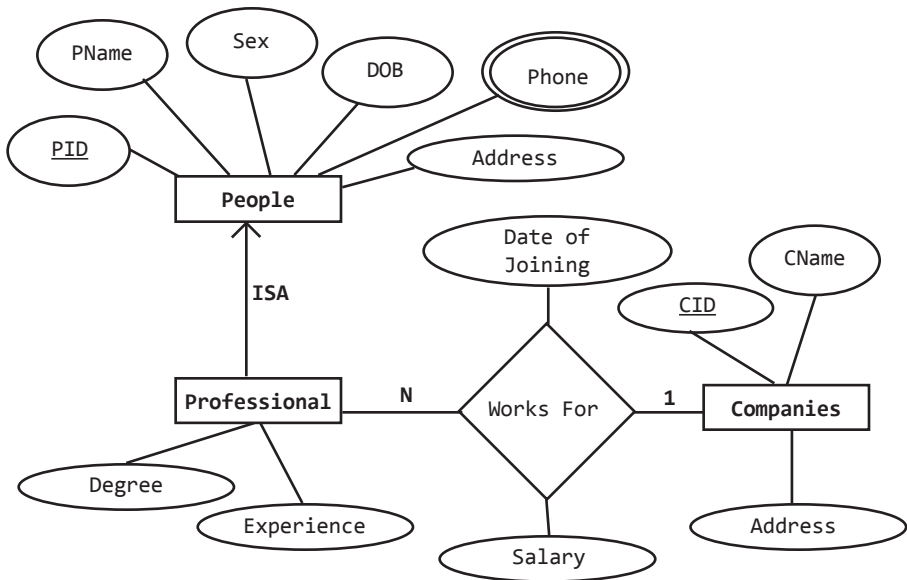 Sex
PName
DOB
Phone
PID
Address
People
Date of
Joining
CName
ISA
CID
Professional
N
Works For
1
Companies
Degree
Experience
Salary
Address